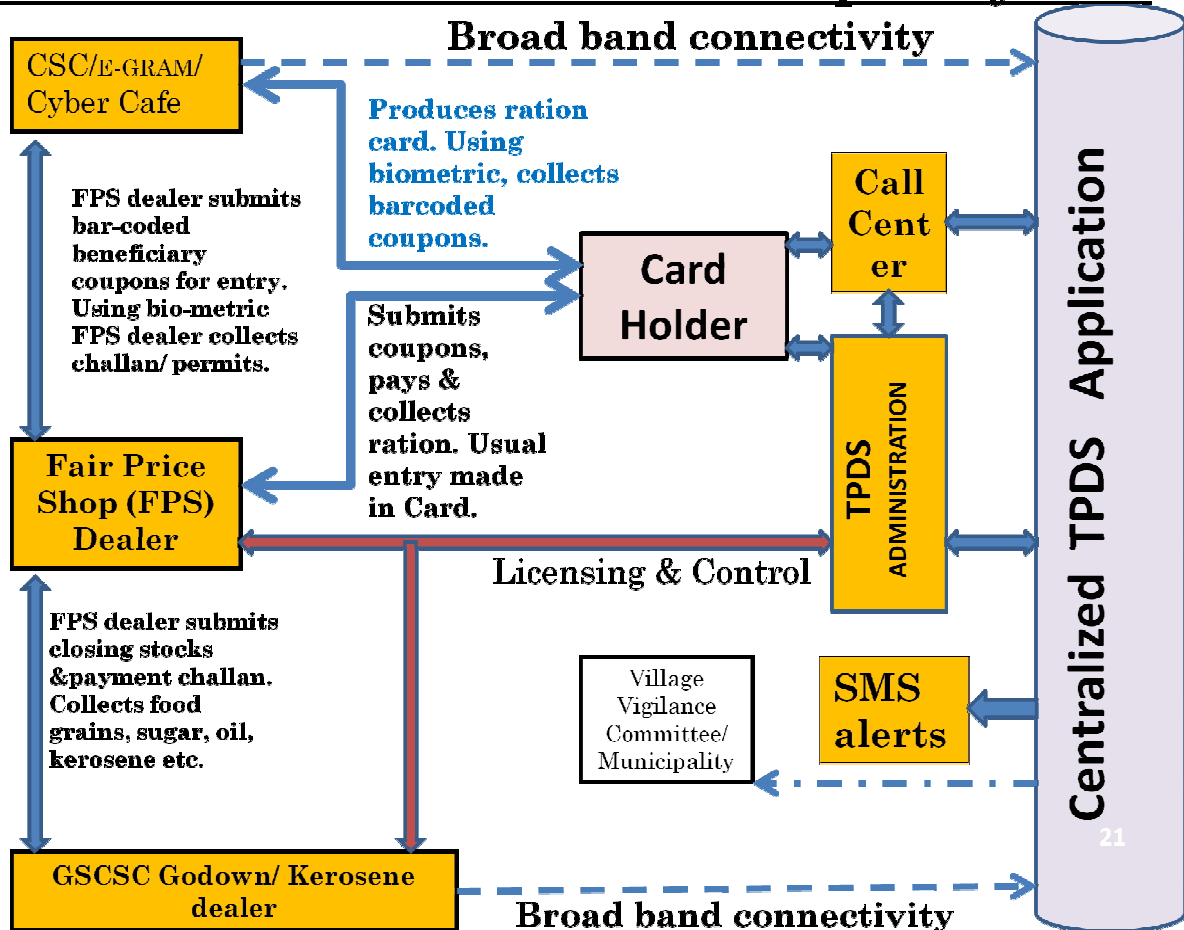 Broad band connectivity
CSC/E-GRAM/
Cyber Cafe
Produces ration
card. Using
biometric, collects
barcoded
coupons.
FPS dealer submits
bar-coded
beneficiary
coupons for entry.
Using bio-metric
FPS dealer collects
challan/ permits.
Call
Cent
er
Card
Holder
Submits
coupons,
pays &
collects
ration. Usual
entry made
in Card.
Fair Price
Shop (FPS)
Dealer
TPDS
ADMINISTRATION
Licensing & Control
Centralized TPDS Application
FPS dealer submits
closing stocks
&payment challan.
Collects food
grains, sugar, oil,
kerosene etc.
Village
Vigilance
Committee/
Municipality
SMS
alerts
21
GSCSC Godown/ Kerosene
dealer
Broad band connectivity